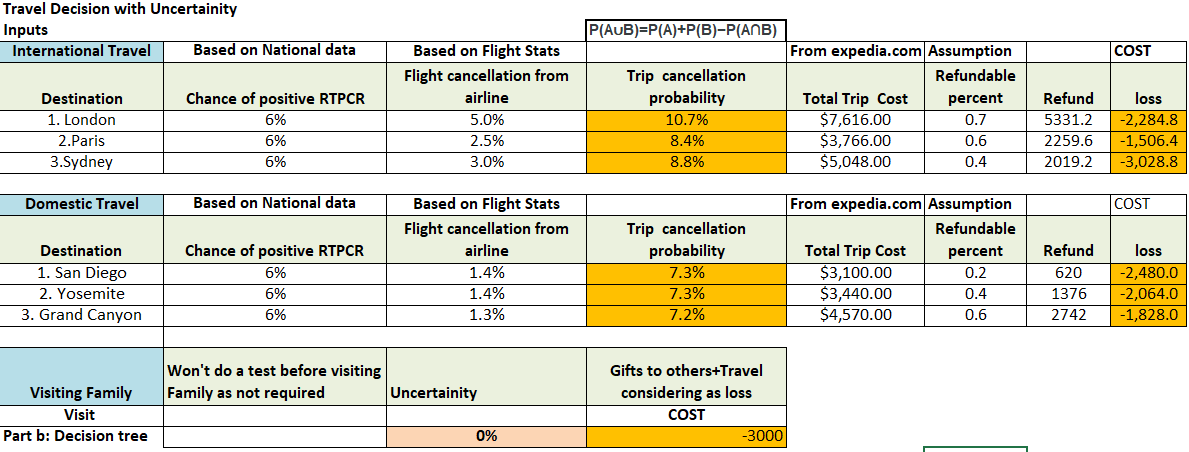 Travel Decision with Uncertainity
Inputs P(A∪B)=P(A)+P(B)−P(A∩B)
International Travel Based on National data Based on Flight Stats From expedia.com Assumption COST
Flight cancellation from Trip cancellation Refundable
Destination Chance of positive RTPCR airline probability Total Trip Cost percent Refund loss
1. London 6% 5.0% 10.7% $7,616.00 0.7 5331.2 -2,284.8
2.Paris 6% 2.5% 8.4% $3,766.00 0.6 2259.6 -1,506.4
3.Sydney 6% 3.0% 8.8% $5,048.00 0.4 2019.2 -3,028.8
Domestic Travel Based on National data Based on Flight Stats From expedia.com Assumption COST
Flight cancellation from Trip cancellation Refundable
Destination Chance of positive RTPCR airline probability Total Trip Cost percent Refund loss
1. San Diego 6% 1.4% 7.3% $3,100.00 0.2 620 -2,480.0
2. Yosemite 6% 1.4% 7.3% $3,440.00 0.4 1376 -2,064.0
3. Grand Canyon 6% 1.3% 7.2% $4,570.00 0.6 2742 -1,828.0
Won't do a test before visiting Gifts to others+Travel
Visiting Family Family as not required Uncertainity considering as loss
Visit COST
Part b: Decision tree 0% -3000